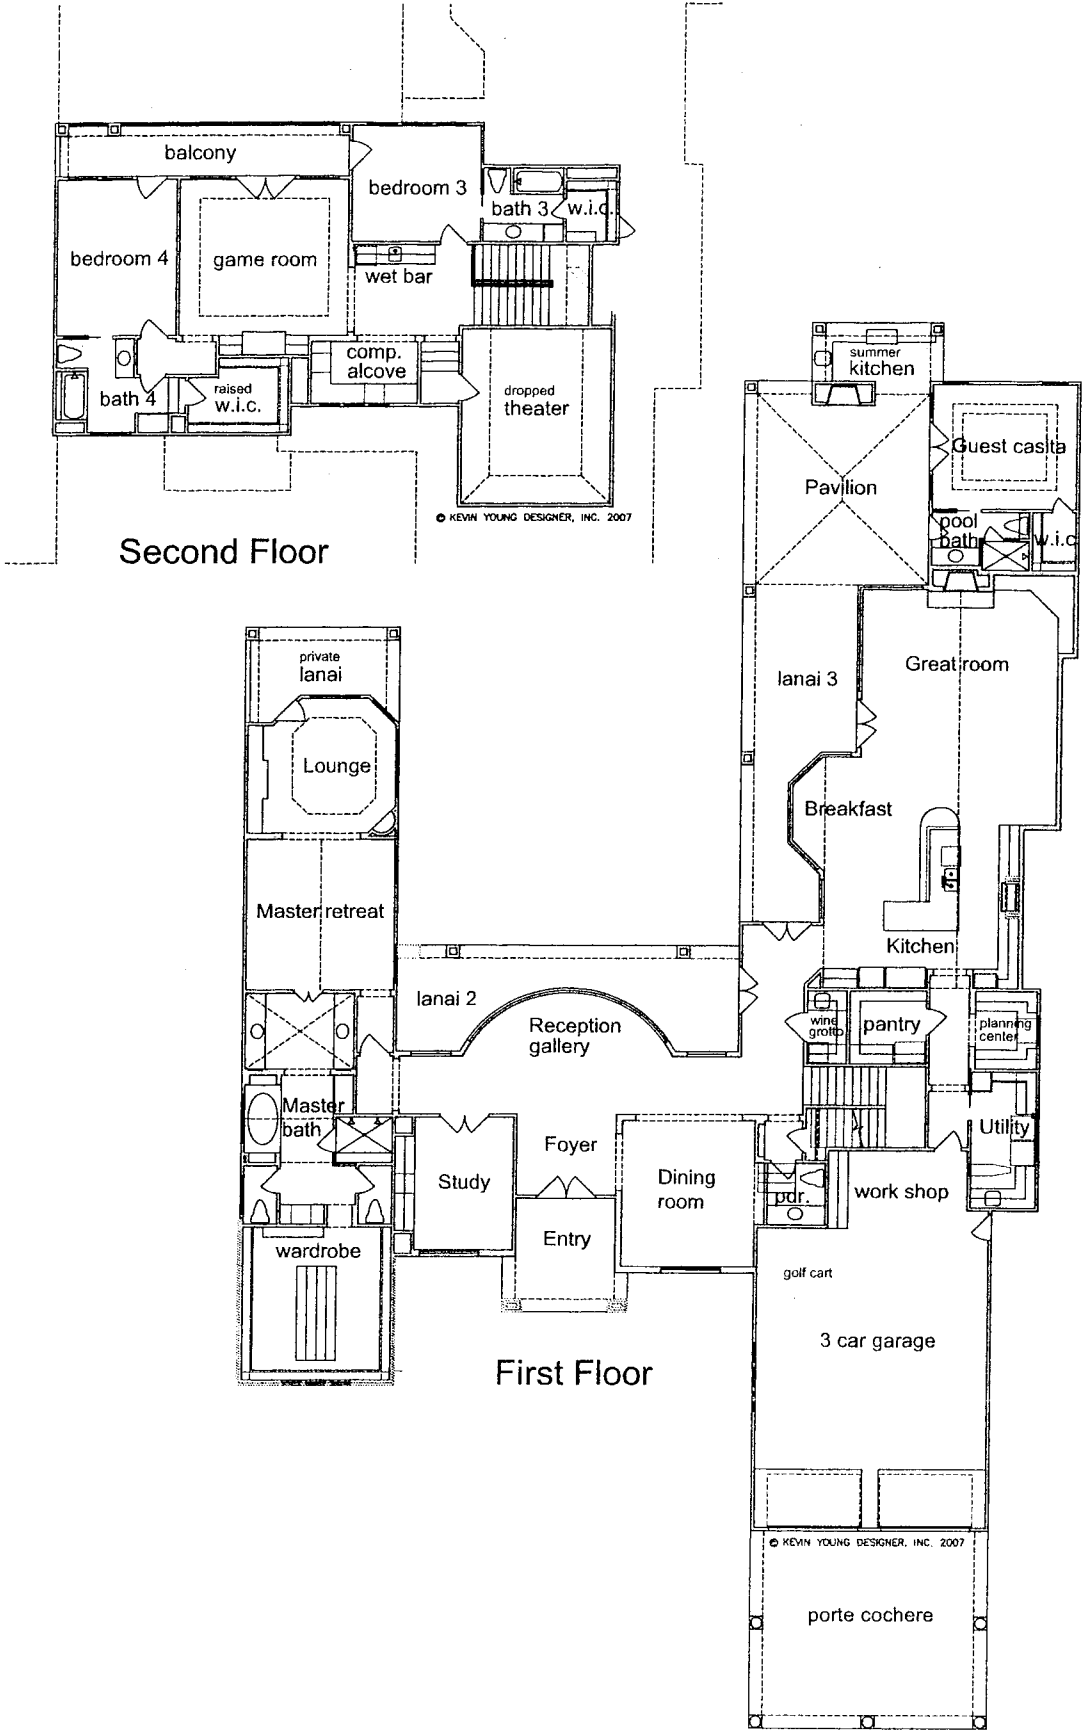 balcony
bedroom 3
bath 3
w.i.c.
bedroom 4
game room
wet bar
comp.
alcove
bath 4
raised
w.i.c.
dropped
theater
© KEVIN YOUNG DESIGNER, INC. 2007
Second Floor
summer
kitchen
Guest casita
Pavilion
pool
bath
w.i.c
private
lanai
Great room
lanai 3
Lounge
Breakfast
Master retreat
Kitchen
lanai 2
Reception
gallery
wine
grotto
pantry
planning
center
Master
bath
Foyer
Utility
Study
Dining
room
pdr.
work shop
Entry
wardrobe
golf cart
3 car garage
First Floor
© KEVIN YOUNG DESIGNER, INC. 2007
porte cochere